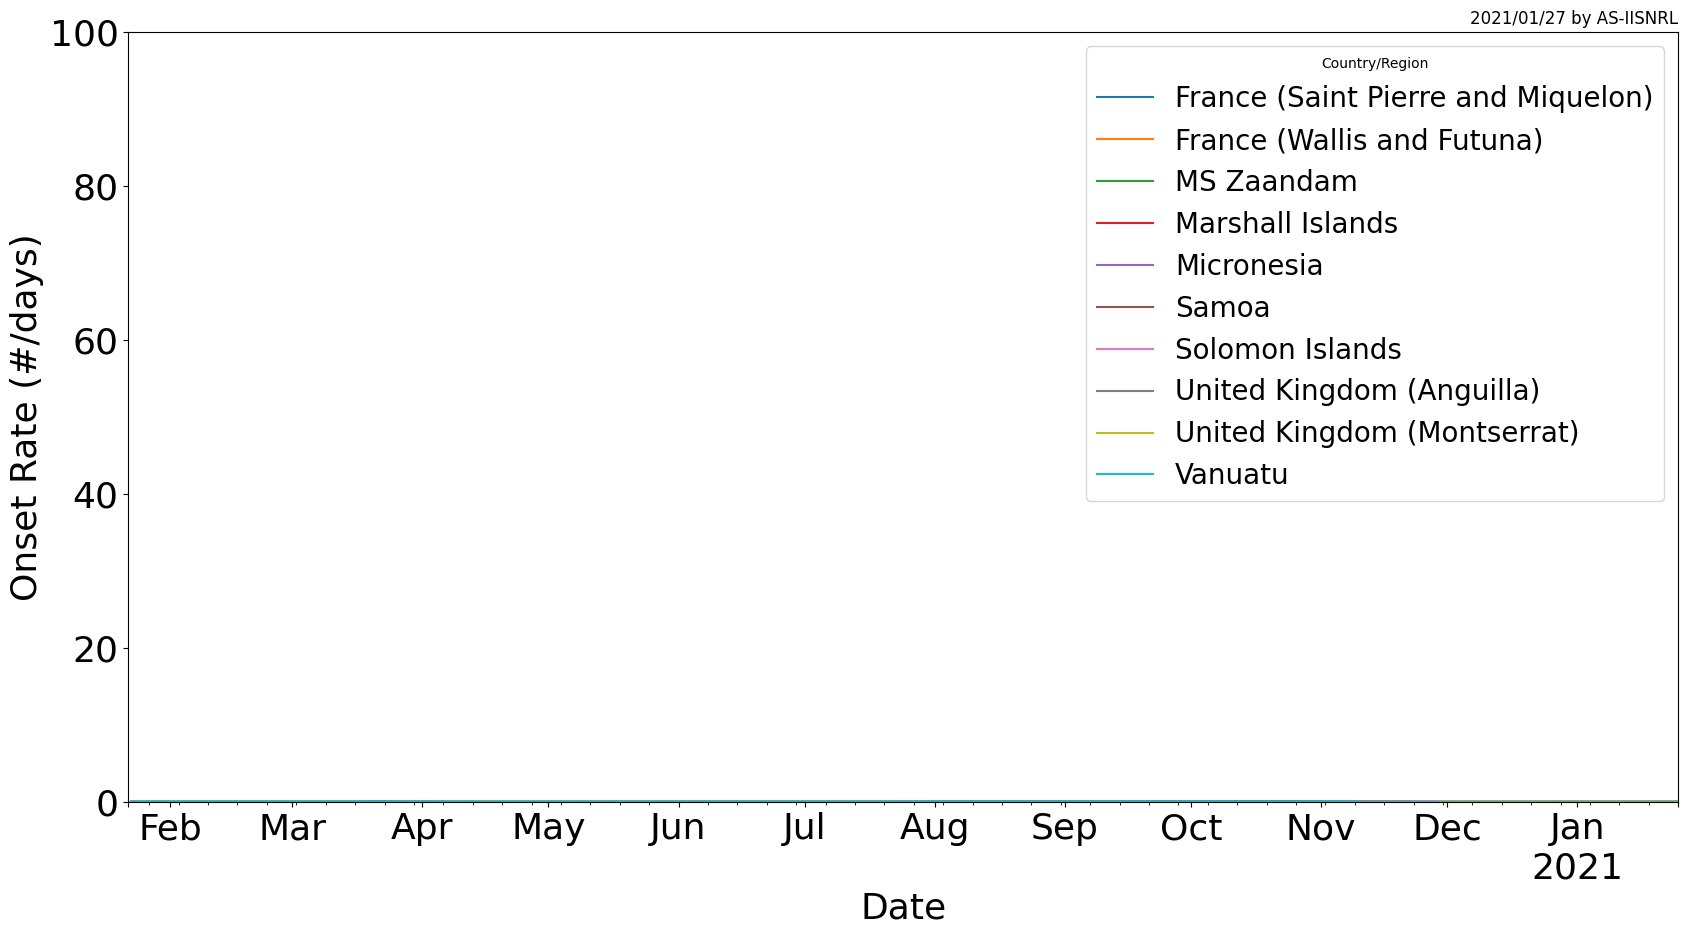 2021/01/27 by AS-IISNRL
100
80
60
40
20
0
Onset Rate (#/days)
Country/Region
France (Saint Pierre and Miquelon)
France (Wallis and Futuna)
MS Zaandam
Marshall Islands
Micronesia
Samoa
Solomon Islands
United Kingdom (Anguilla)
United Kingdom (Montserrat)
Vanuatu
Feb Mar Apr May Jun Jul Aug Sep Oct Nov Dec Jan
2021
Date